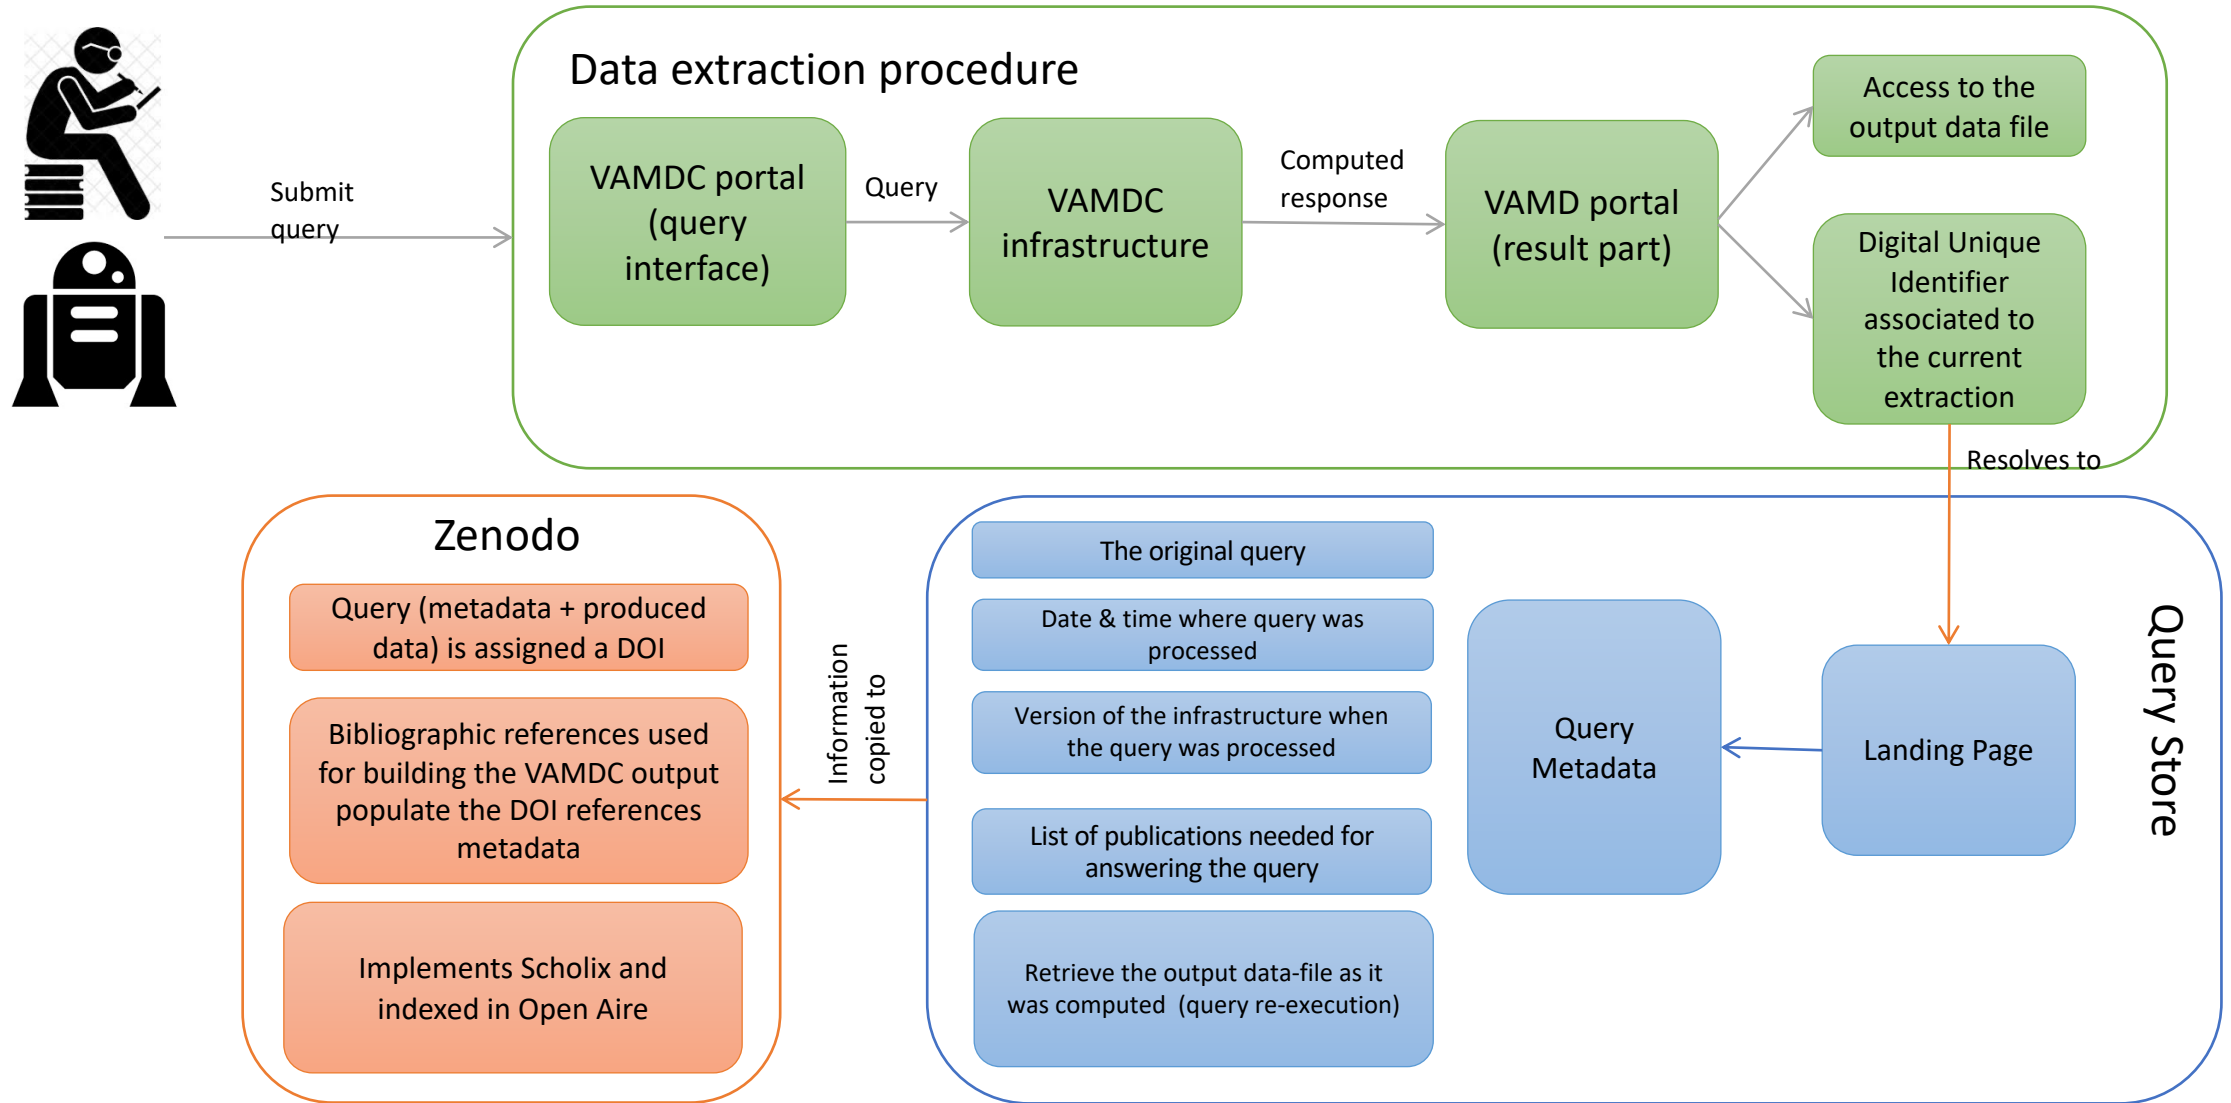 Data extraction procedure
Submit
query
VAMDC portal
(query
interface)
Query
VAMDC
infrastructure
Computed
response
VAMD portal
(result part)
Access to the
output data file
Digital Unique
Identifier
associated to
the current
extraction
Resolves to
Zenodo
Query (metadata + produced
data) is assigned a DOI
Bibliographic references used
for building the VAMDC output
populate the DOI references
metadata
Implements Scholix and
indexed in Open Aire
Information
copied to
The original query
Date & time where query was
processed
Version of the infrastructure when
the query was processed
List of publications needed for
answering the query
Retrieve the output data-file as it
was computed  (query re-execution)
Query
Metadata
Landing Page
Query Store